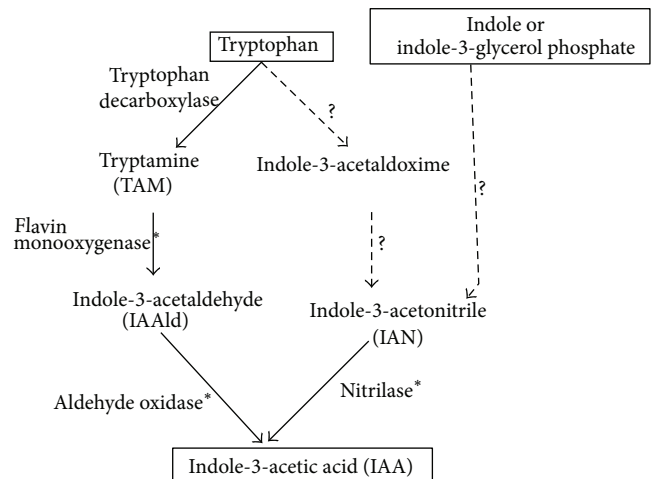 Tryptophan
Indole or
indole-3-glycerol phosphate
Tryptophan
decarboxylase
?
Tryptamine
(TAM)
Indole-3-acetaldoxime
?
Flavin
monooxygenase*
?
Indole-3-acetaldehyde
(IAAld)
Indole-3-acetonitrile
(IAN)
Aldehyde oxidase*
Nitrilase*
Indole-3-acetic acid (IAA)